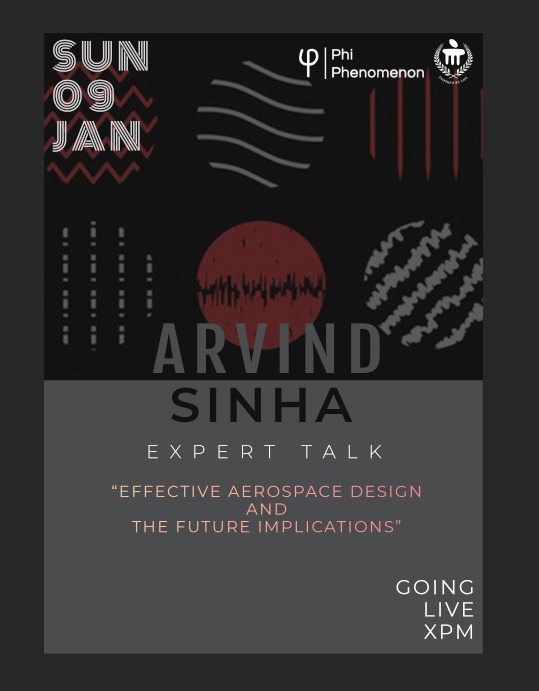 SUN
09
JAN
φ Phi
Phenomenon
ARVIND
SINHA
EXPERT TALK
“EFFECTIVE AEROSPACE DESIGN
AND
THE FUTURE IMPLICATIONS”
GOING
LIVE
XPM